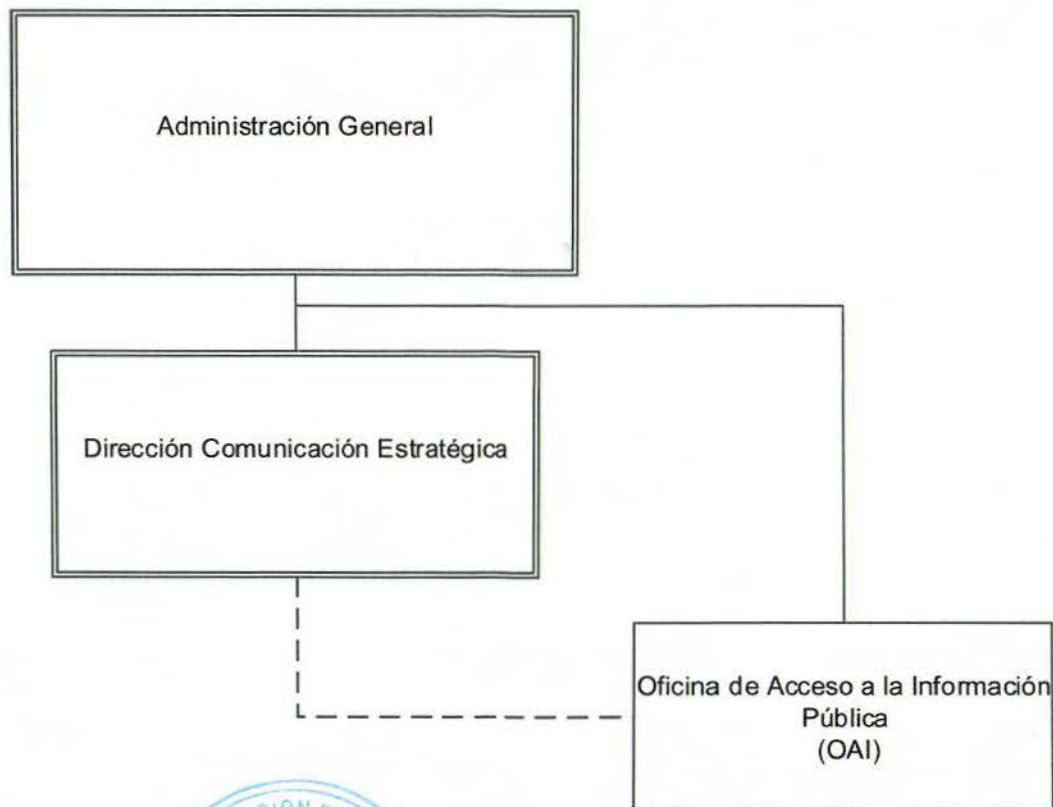 Administración General
Dirección Comunicación Estratégica
Oficina de Acceso a la Información
Pública
(OAI)